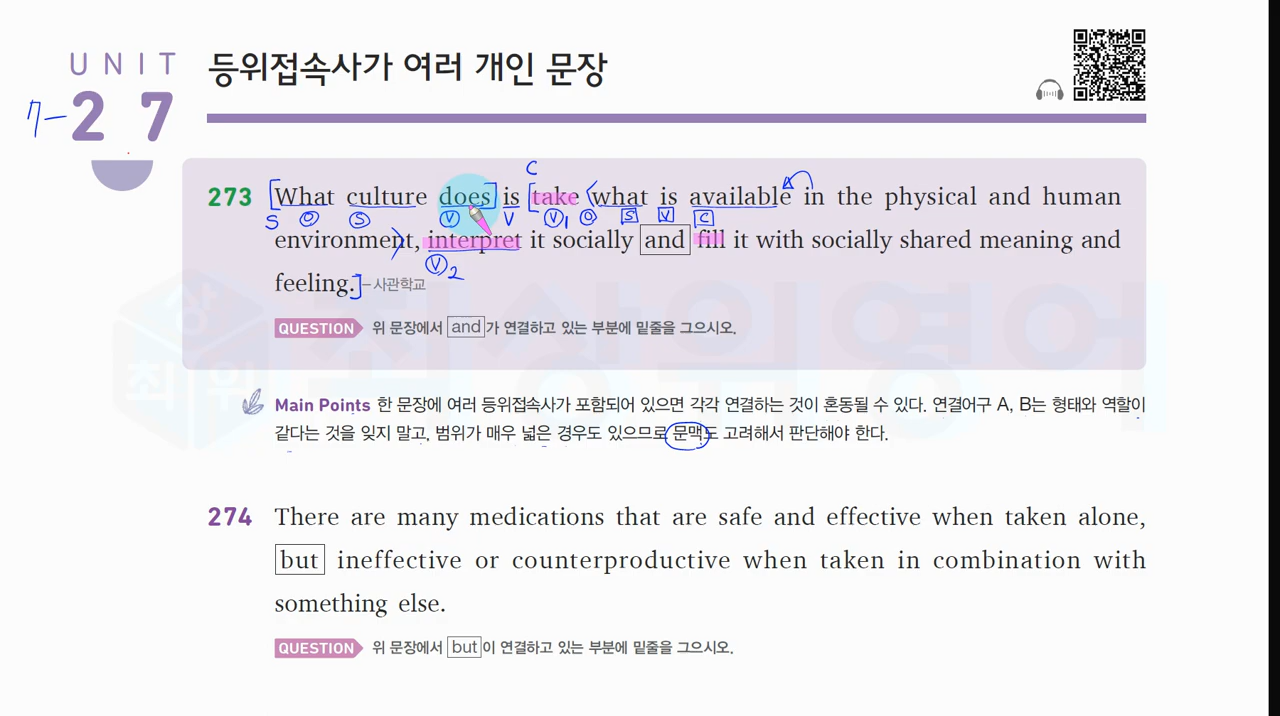 UNIT
등위접속사가 여러 개인 문장
7-27
C
273 What culture does is take what is available in the physical and human
S O S V V V1 O S V C
environment, interpret it socially and fill it with socially shared meaning and
V2
feeling. –사관학교
QUESTION 위 문장에서 and가 연결하고 있는 부분에 밑줄을 그으시오.
Main Points 한 문장에 여러 등위접속사가 포함되어 있으면 각각 연결하는 것이 혼동될 수 있다. 연결어구 A, B는 형태와 역할이
같다는 것을 잊지 말고, 범위가 매우 넓은 경우도 있으므로 문맥도 고려해서 판단해야 한다.
최상위영어
274 There are many medications that are safe and effective when taken alone,
but ineffective or counterproductive when taken in combination with
something else.
QUESTION 위 문장에서 but이 연결하고 있는 부분에 밑줄을 그으시오.